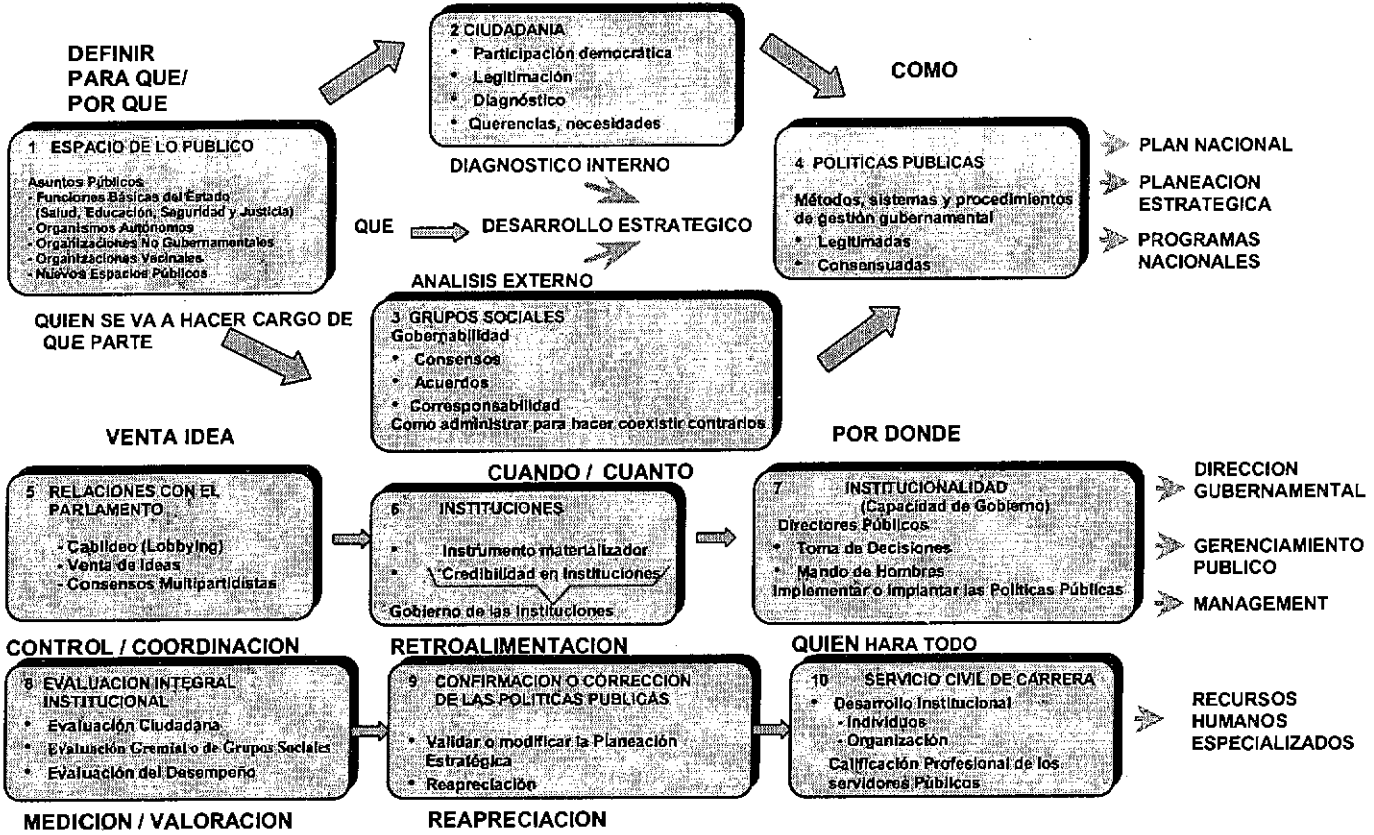 DEFINIR
PARA QUE/
POR QUE
1 ESPACIO DE LO PUBLICO
Asuntos Públicos
- Funciones Básicas del Estado
(Salud, Educación, Seguridad y Justicia)
- Organismos Autónomos
- Organizaciones No Gubernamentales
- Organizaciones Vecinales
- Nuevos Espacios Públicos
2 CIUDADANIA
• Participación democrática
• Legitimación
• Diagnóstico
• Querencias, necesidades
COMO
DIAGNOSTICO INTERNO
QUE
DESARROLLO ESTRATEGICO
ANALISIS EXTERNO
4 POLITICAS PUBLICAS
Métodos, sistemas y procedimientos
de gestión gubernamental
• Legitimadas
• Consensuadas
PLAN NACIONAL
PLANEACION
ESTRATEGICA
PROGRAMAS
NACIONALES
QUIEN SE VA A HACER CARGO DE
QUE PARTE
3 GRUPOS SOCIALES
Gobernabilidad
• Consensos
• Acuerdos
• Corresponsabilidad
Como administrar para hacer coexistir contrarios
VENTA IDEA
5 RELACIONES CON EL
PARLAMENTO
- Cabildeo (Lobbying)
- Venta de Ideas
- Consensos Multipartidistas
CUANDO / CUANTO
6 INSTITUCIONES
• Instrumento materializador
• Credibilidad en Instituciones
Gobierno de las Instituciones
POR DONDE
7 INSTITUCIONALIDAD
(Capacidad de Gobierno)
Directores Públicos
• Toma de Decisiones
• Mando de Hombres
Implementar o implantar las Políticas Públicas
DIRECCION
GUBERNAMENTAL
GERENCIAMIENTO
PUBLICO
MANAGEMENT
CONTROL / COORDINACION
8 EVALUACION INTEGRAL
INSTITUCIONAL
• Evaluación Ciudadana
• Evaluación Gremial o de Grupos Sociales
• Evaluación del Desempeño
MEDICION / VALORACION
RETROALIMENTACION
9 CONFIRMACION O CORRECCION
DE LAS POLITICAS PUBLICAS
• Validar o modificar la Planeación
Estratégica
• Reapreciación
REAPRECIACION
QUIEN HARA TODO
10 SERVICIO CIVIL DE CARRERA
• Desarrollo Institucional
- Individuos
- Organización
Calificación Profesional de los
servidores Públicos
RECURSOS
HUMANOS
ESPECIALIZADOS